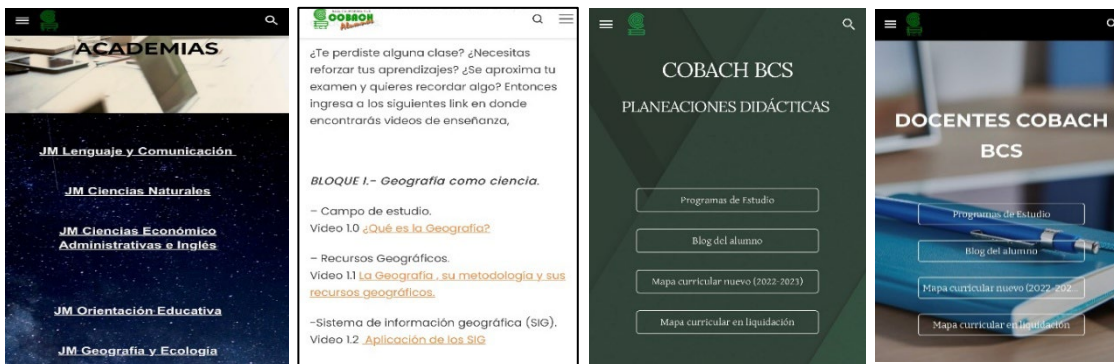 ACADEMIAS
JM Lenguaje y Comunicación
JM Ciencias Naturales
JM Ciencias Económico
Administrativas e Inglés
JM Orientación Educativa
JM Geografía y Ecología
COBACH
Alumnos
¿Te perdiste alguna clase? ¿Necesitas
reforzar tus aprendizajes? ¿Se aproxima tu
examen y quieres recordar algo? Entonces
ingresa a los siguientes link en donde
encontrarás videos de enseñanza,
BLOQUE I.- Geografía como ciencia.
– Campo de estudio.
Video 1.0 ¿Qué es la Geografía?
– Recursos Geográficos.
Video 1.1 La Geografía , su metodología y sus
recursos geográficos.
-Sistema de información geográfica (SIG).
Video 1.2 Aplicación de los SIG
COBACH BCS
PLANEACIONES DIDÁCTICAS
Programas de Estudio
Blog del alumno
Mapa curricular nuevo (2022-2023)
Mapa curricular en liquidación
DOCENTES COBACH
BCS
Programas de Estudio
Blog del alumno
Mapa curricular nuevo (2022-202...
Mapa curricular en liquidación